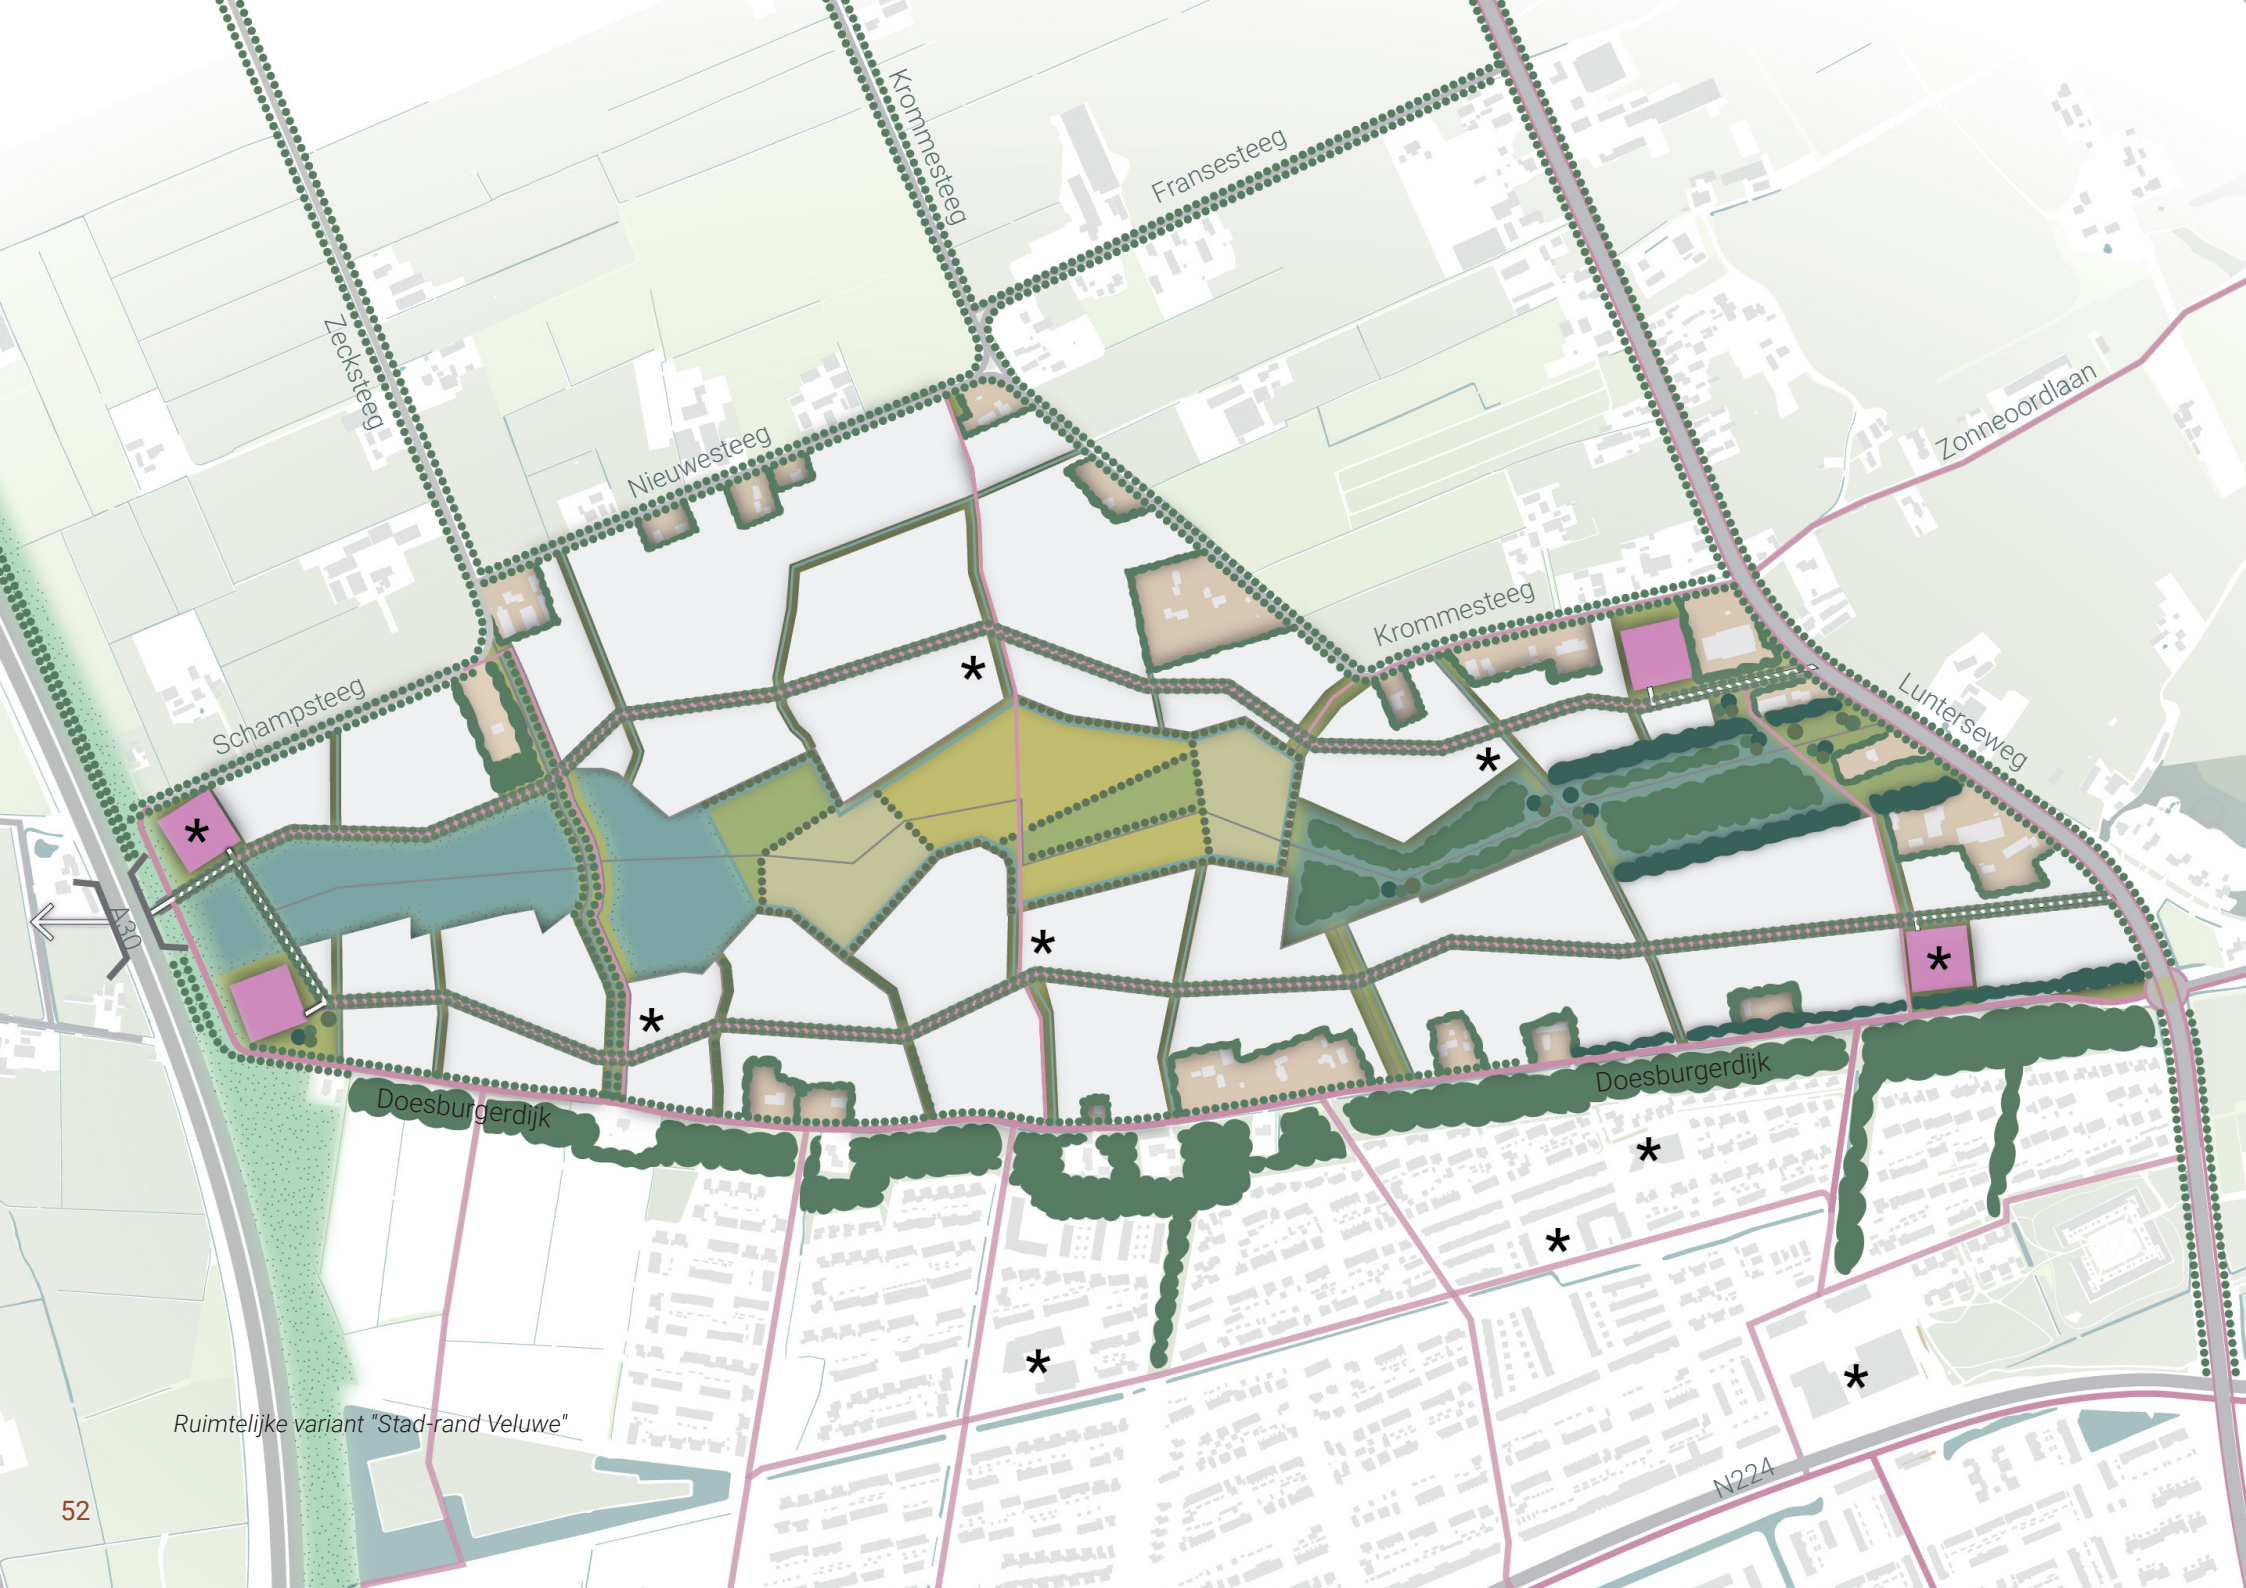 Krommesteeg
Fransesteeg
Zecksteeg
Zonneoordlaan
Nieuwesteeg
Krommesteeg
Schampsteeg
Lunterseweg
A30
Doesburgerdijk
Doesburgerdijk
Ruimtelijke variant "Stad-rand Veluwe"
N224
52